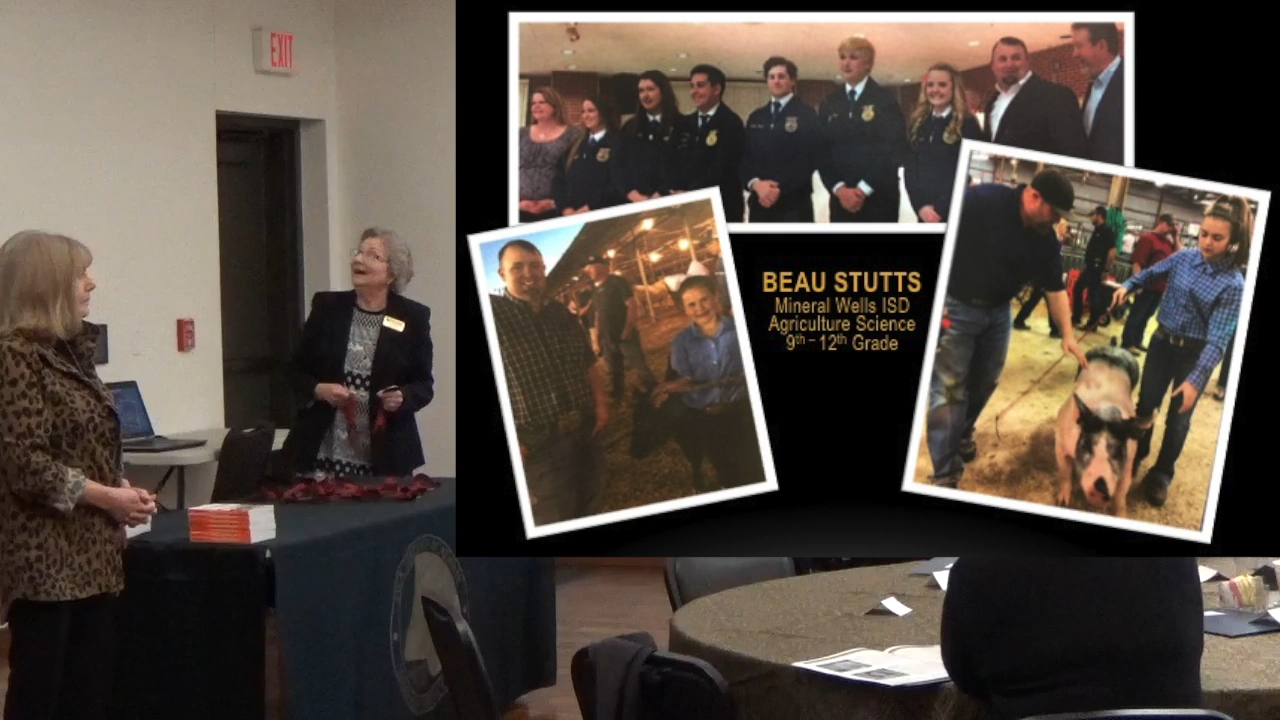 EXIT
BEAU STUTTS
Mineral Wells ISD
Agriculture Science
9th – 12th Grade